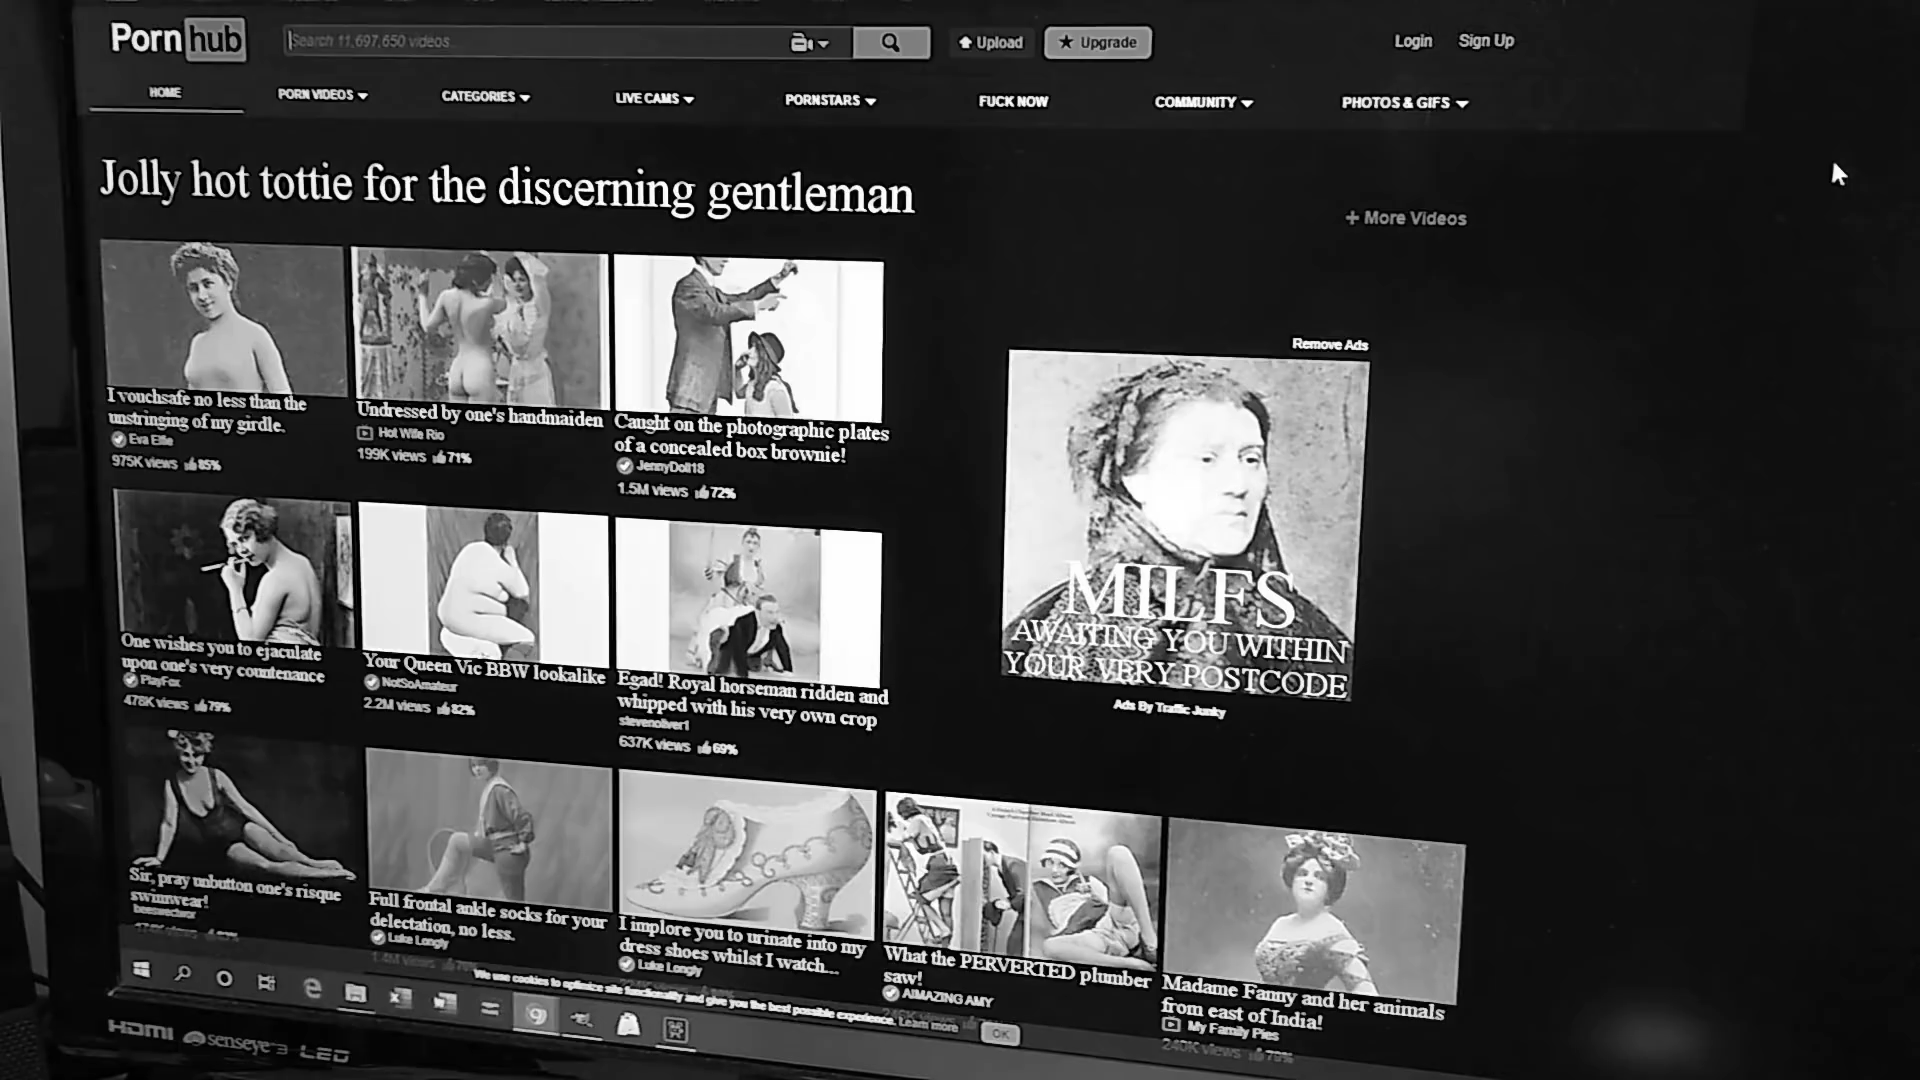 Porn hub
Search 11,697,650 videos...
Upload
Upgrade
Login
Sign Up
HOME
PORN VIDEOS
CATEGORIES
LIVE CAMS
PORNSTARS
FUCK NOW
COMMUNITY
PHOTOS & GIFS
Jolly hot tottie for the discerning gentleman
+ More Videos
Remove Ads
I vouchsafe no less than the
unstringing of my girdle.
Eva Elfie
975K views 85%
Undressed by one's handmaiden
Hot Wife Rio
199K views 71%
Caught on the photographic plates
of a concealed box brownie!
JennyDoll18
1.5M views 72%
MILFS
AWAITING YOU WITHIN
YOUR VERY POSTCODE
Ads By Traffic Junky
One wishes you to ejaculate
upon one's very countenance
PlayFox
478K views 79%
Your Queen Vic BBW lookalike
NotSoAmateur
2.2M views 82%
Egad! Royal horseman ridden and
whipped with his very own crop
stevenoliver1
637K views 69%
Sir, pray unbutton one's risque
swimwear!
Full frontal ankle socks for your
delectation, no less.
Luke Longly
I implore you to urinate into my
dress shoes whilst I watch...
Luke Longly
What the PERVERTED plumber
saw!
AIMAZING AMY
Madame Fanny and her animals
from east of India!
My Family Pies
240K views 79%
We use cookies to optimize site functionality and give you the best possible experience. Learn more
OK
HDMI senseye 3 LED